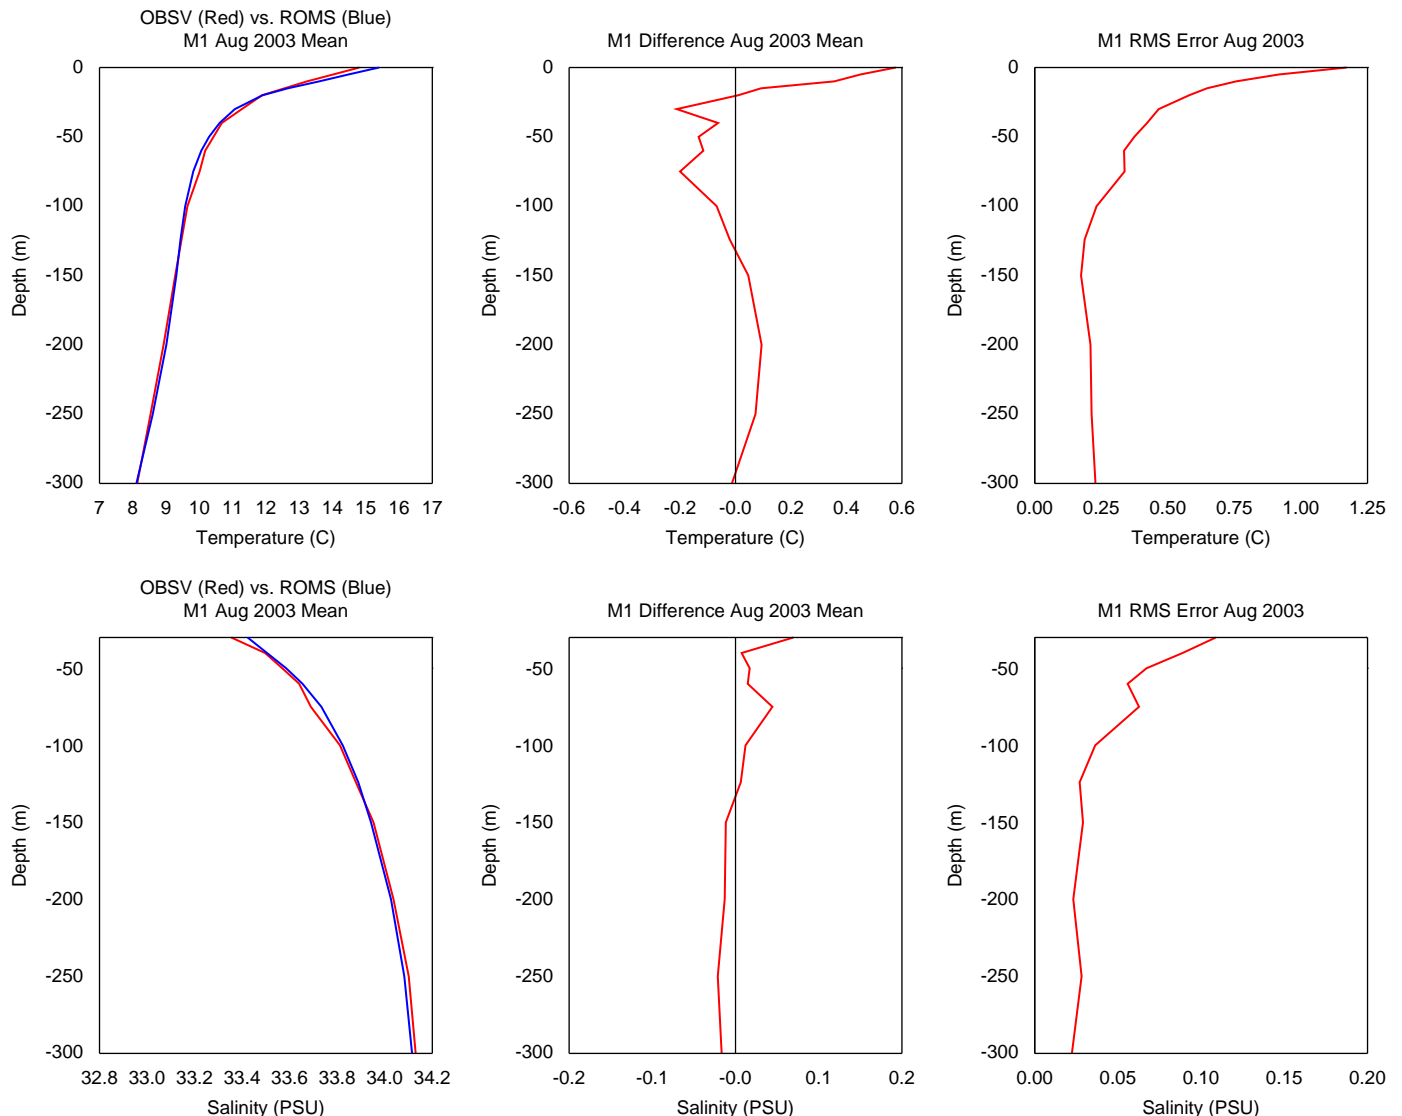 OBSV (Red) vs. ROMS (Blue)
M1 Aug 2003 Mean
0
-50
-100
-150
-200
-250
-300
Depth (m)
7 8 9 10 11 12 13 14 15 16 17
Temperature (C)
M1 Difference Aug 2003 Mean
0
-50
-100
-150
-200
-250
-300
Depth (m)
-0.6 -0.4 -0.2 -0.0 0.2 0.4 0.6
Temperature (C)
M1 RMS Error Aug 2003
0
-50
-100
-150
-200
-250
-300
Depth (m)
0.00 0.25 0.50 0.75 1.00 1.25
Temperature (C)
OBSV (Red) vs. ROMS (Blue)
M1 Aug 2003 Mean
-50
-100
-150
-200
-250
-300
Depth (m)
32.8 33.0 33.2 33.4 33.6 33.8 34.0 34.2
Salinity (PSU)
M1 Difference Aug 2003 Mean
-50
-100
-150
-200
-250
-300
Depth (m)
-0.2 -0.1 -0.0 0.1 0.2
Salinity (PSU)
M1 RMS Error Aug 2003
-50
-100
-150
-200
-250
-300
Depth (m)
0.00 0.05 0.10 0.15 0.20
Salinity (PSU)